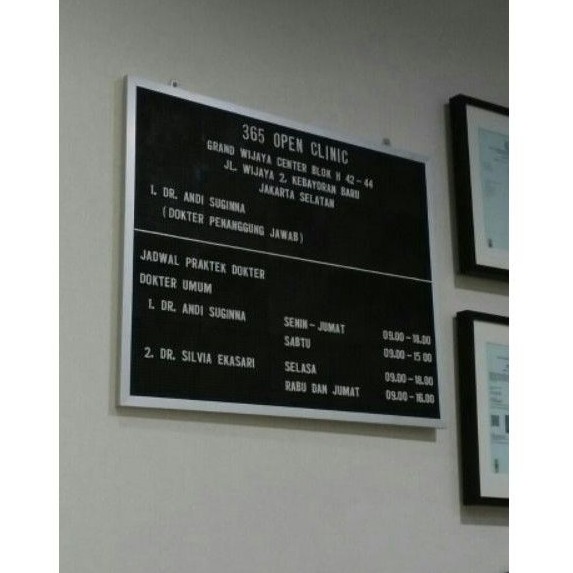 365 OPEN CLINIC
GRAND WIJAYA CENTER BLOK H 42-44
JL. WIJAYA 2. KEBAYORAN BARU
JAKARTA SELATAN
1. DR. ANDI SUGINNA
(DOKTER PENANGGUNG JAWAB)
JADWAL PRAKTEK DOKTER
DOKTER UMUM
1. DR. ANDI SUGINNA SENIN-JUMAT 09.00-18.00
SABTU 09.00-15 00
2. DR. SILVIA EKASARI SELASA 09.00-18.00
RABU DAN JUMAT 09.00-16.00